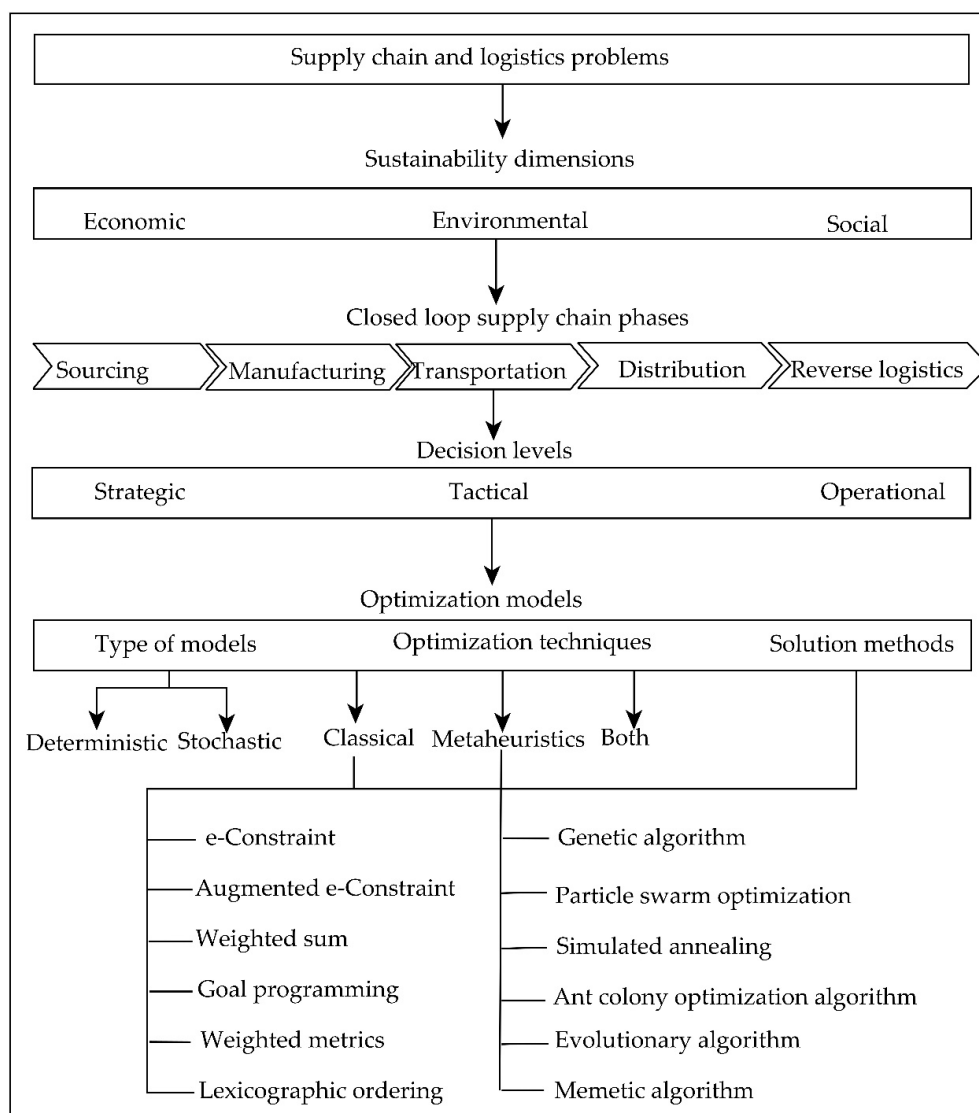 Supply chain and logistics problems
Sustainability dimensions
Economic Environmental Social
Closed loop supply chain phases
Sourcing Manufacturing Transportation Distribution Reverse logistics
Decision levels
Strategic Tactical Operational
Optimization models
Type of models Optimization techniques Solution methods
Deterministic Stochastic Classical Metaheuristics Both
e-Constraint Genetic algorithm
Augmented e-Constraint Particle swarm optimization
Weighted sum Simulated annealing
Goal programming Ant colony optimization algorithm
Weighted metrics Evolutionary algorithm
Lexicographic ordering Memetic algorithm